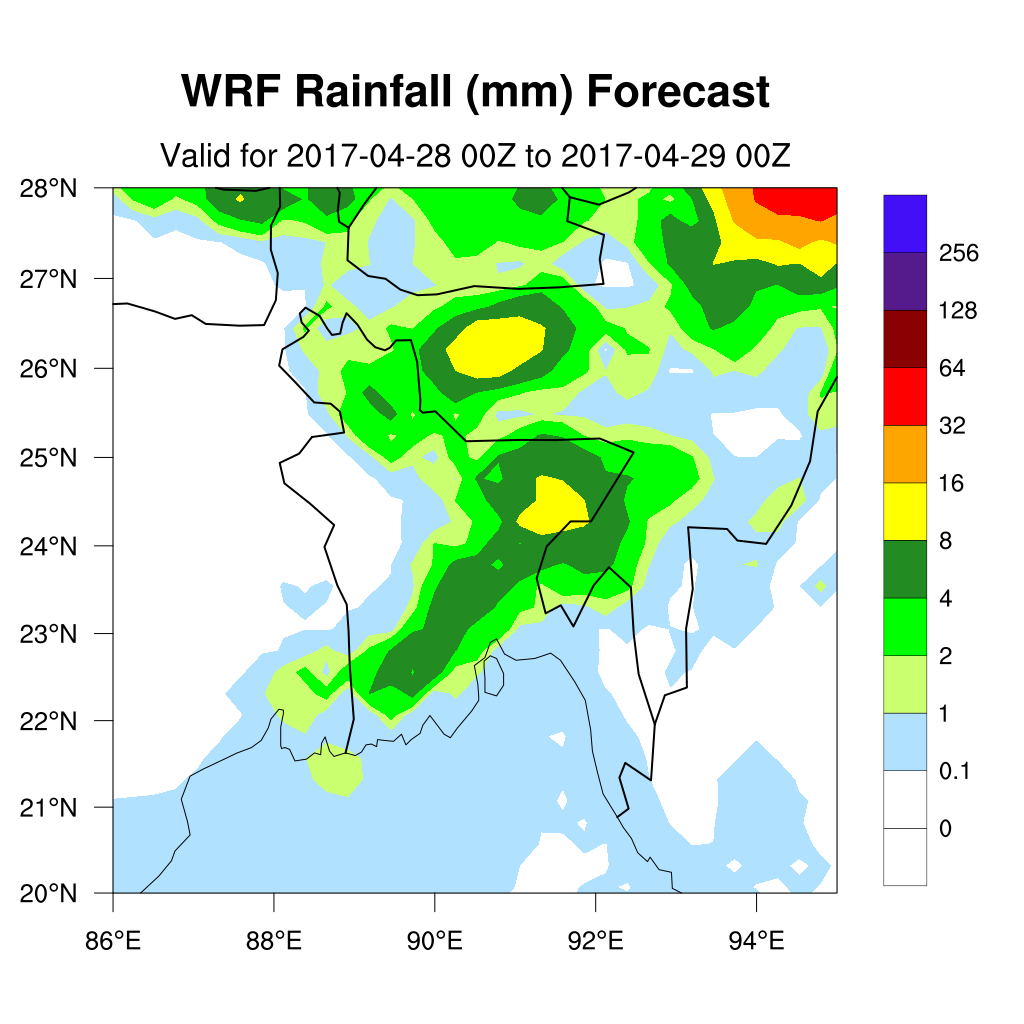 WRF Rainfall (mm) Forecast
Valid for 2017-04-28 00Z to 2017-04-29 00Z
28°N
27°N
26°N
25°N
24°N
23°N
22°N
21°N
20°N
86°E 88°E 90°E 92°E 94°E
256
128
64
32
16
8
4
2
1
0.1
0